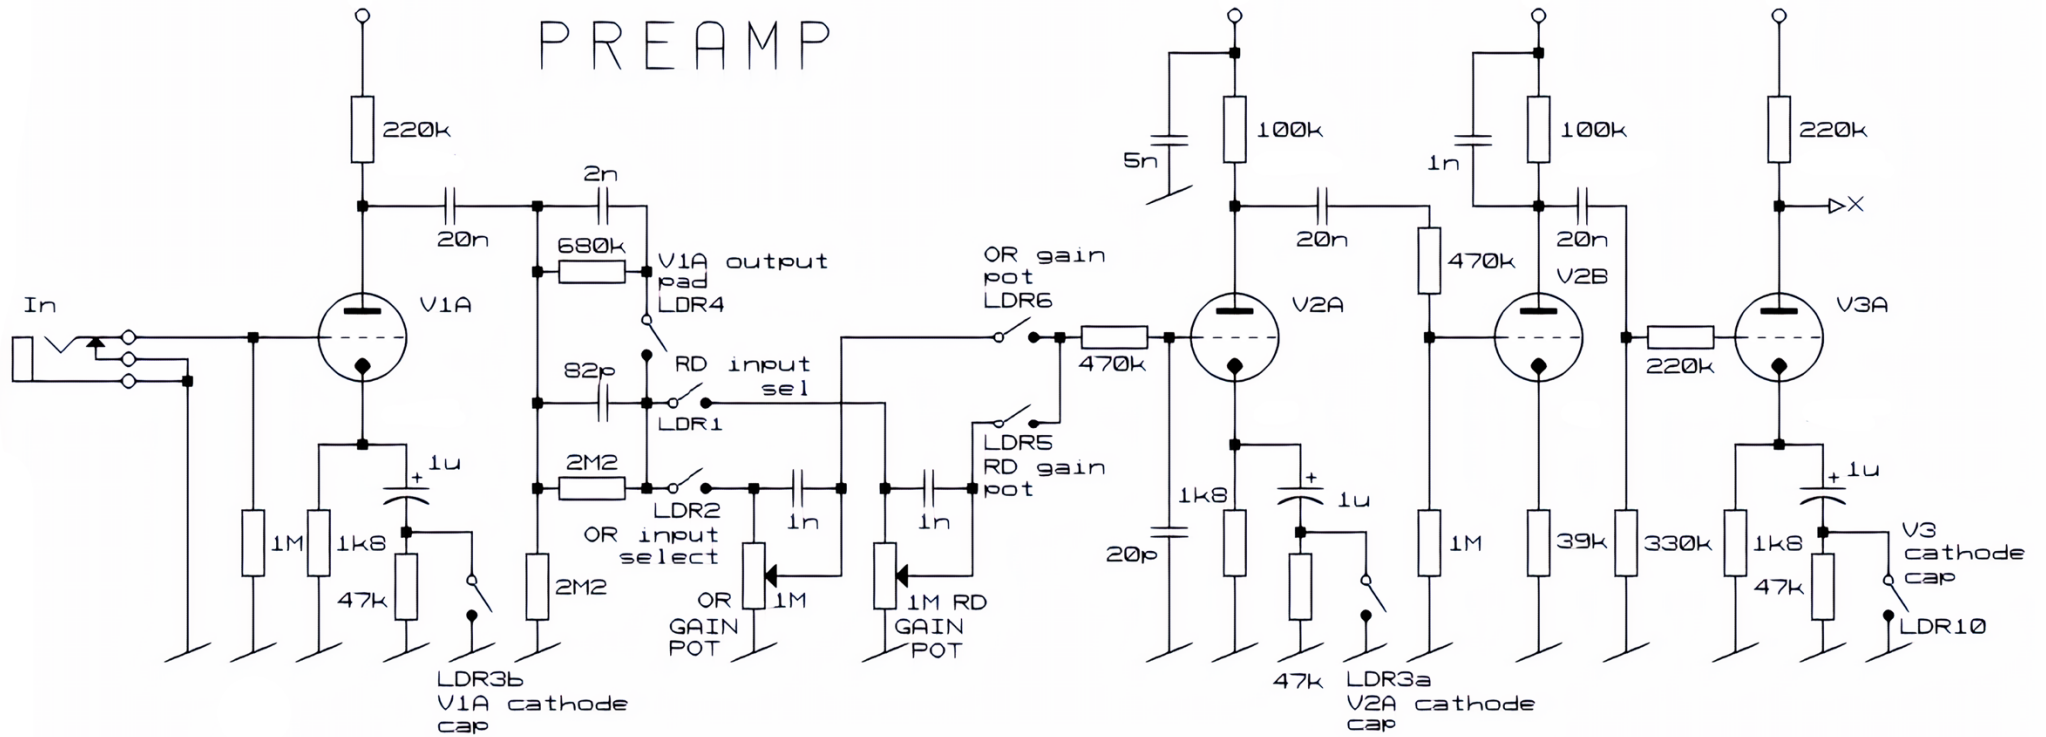 PREAMP
In
220k
V1A
20n
1M
1k8
1u
47k
LDR3b
V1A cathode
cap
2n
680k
V1A output
pad
LDR4
82p
RD input
sel
LDR1
2M2
LDR2
OR input
select
2M2
1n
1M
OR
GAIN
POT
1n
1M RD
GAIN
POT
OR gain
pot
LDR6
LDR5
RD gain
pot
470k
20p
5n
100k
V2A
20n
1k8
1u
47k
LDR3a
V2A cathode
cap
470k
1M
1n
100k
20n
V2B
39k
330k
220k
220k
X
V3A
1k8
1u
47k
V3
cathode
cap
LDR10